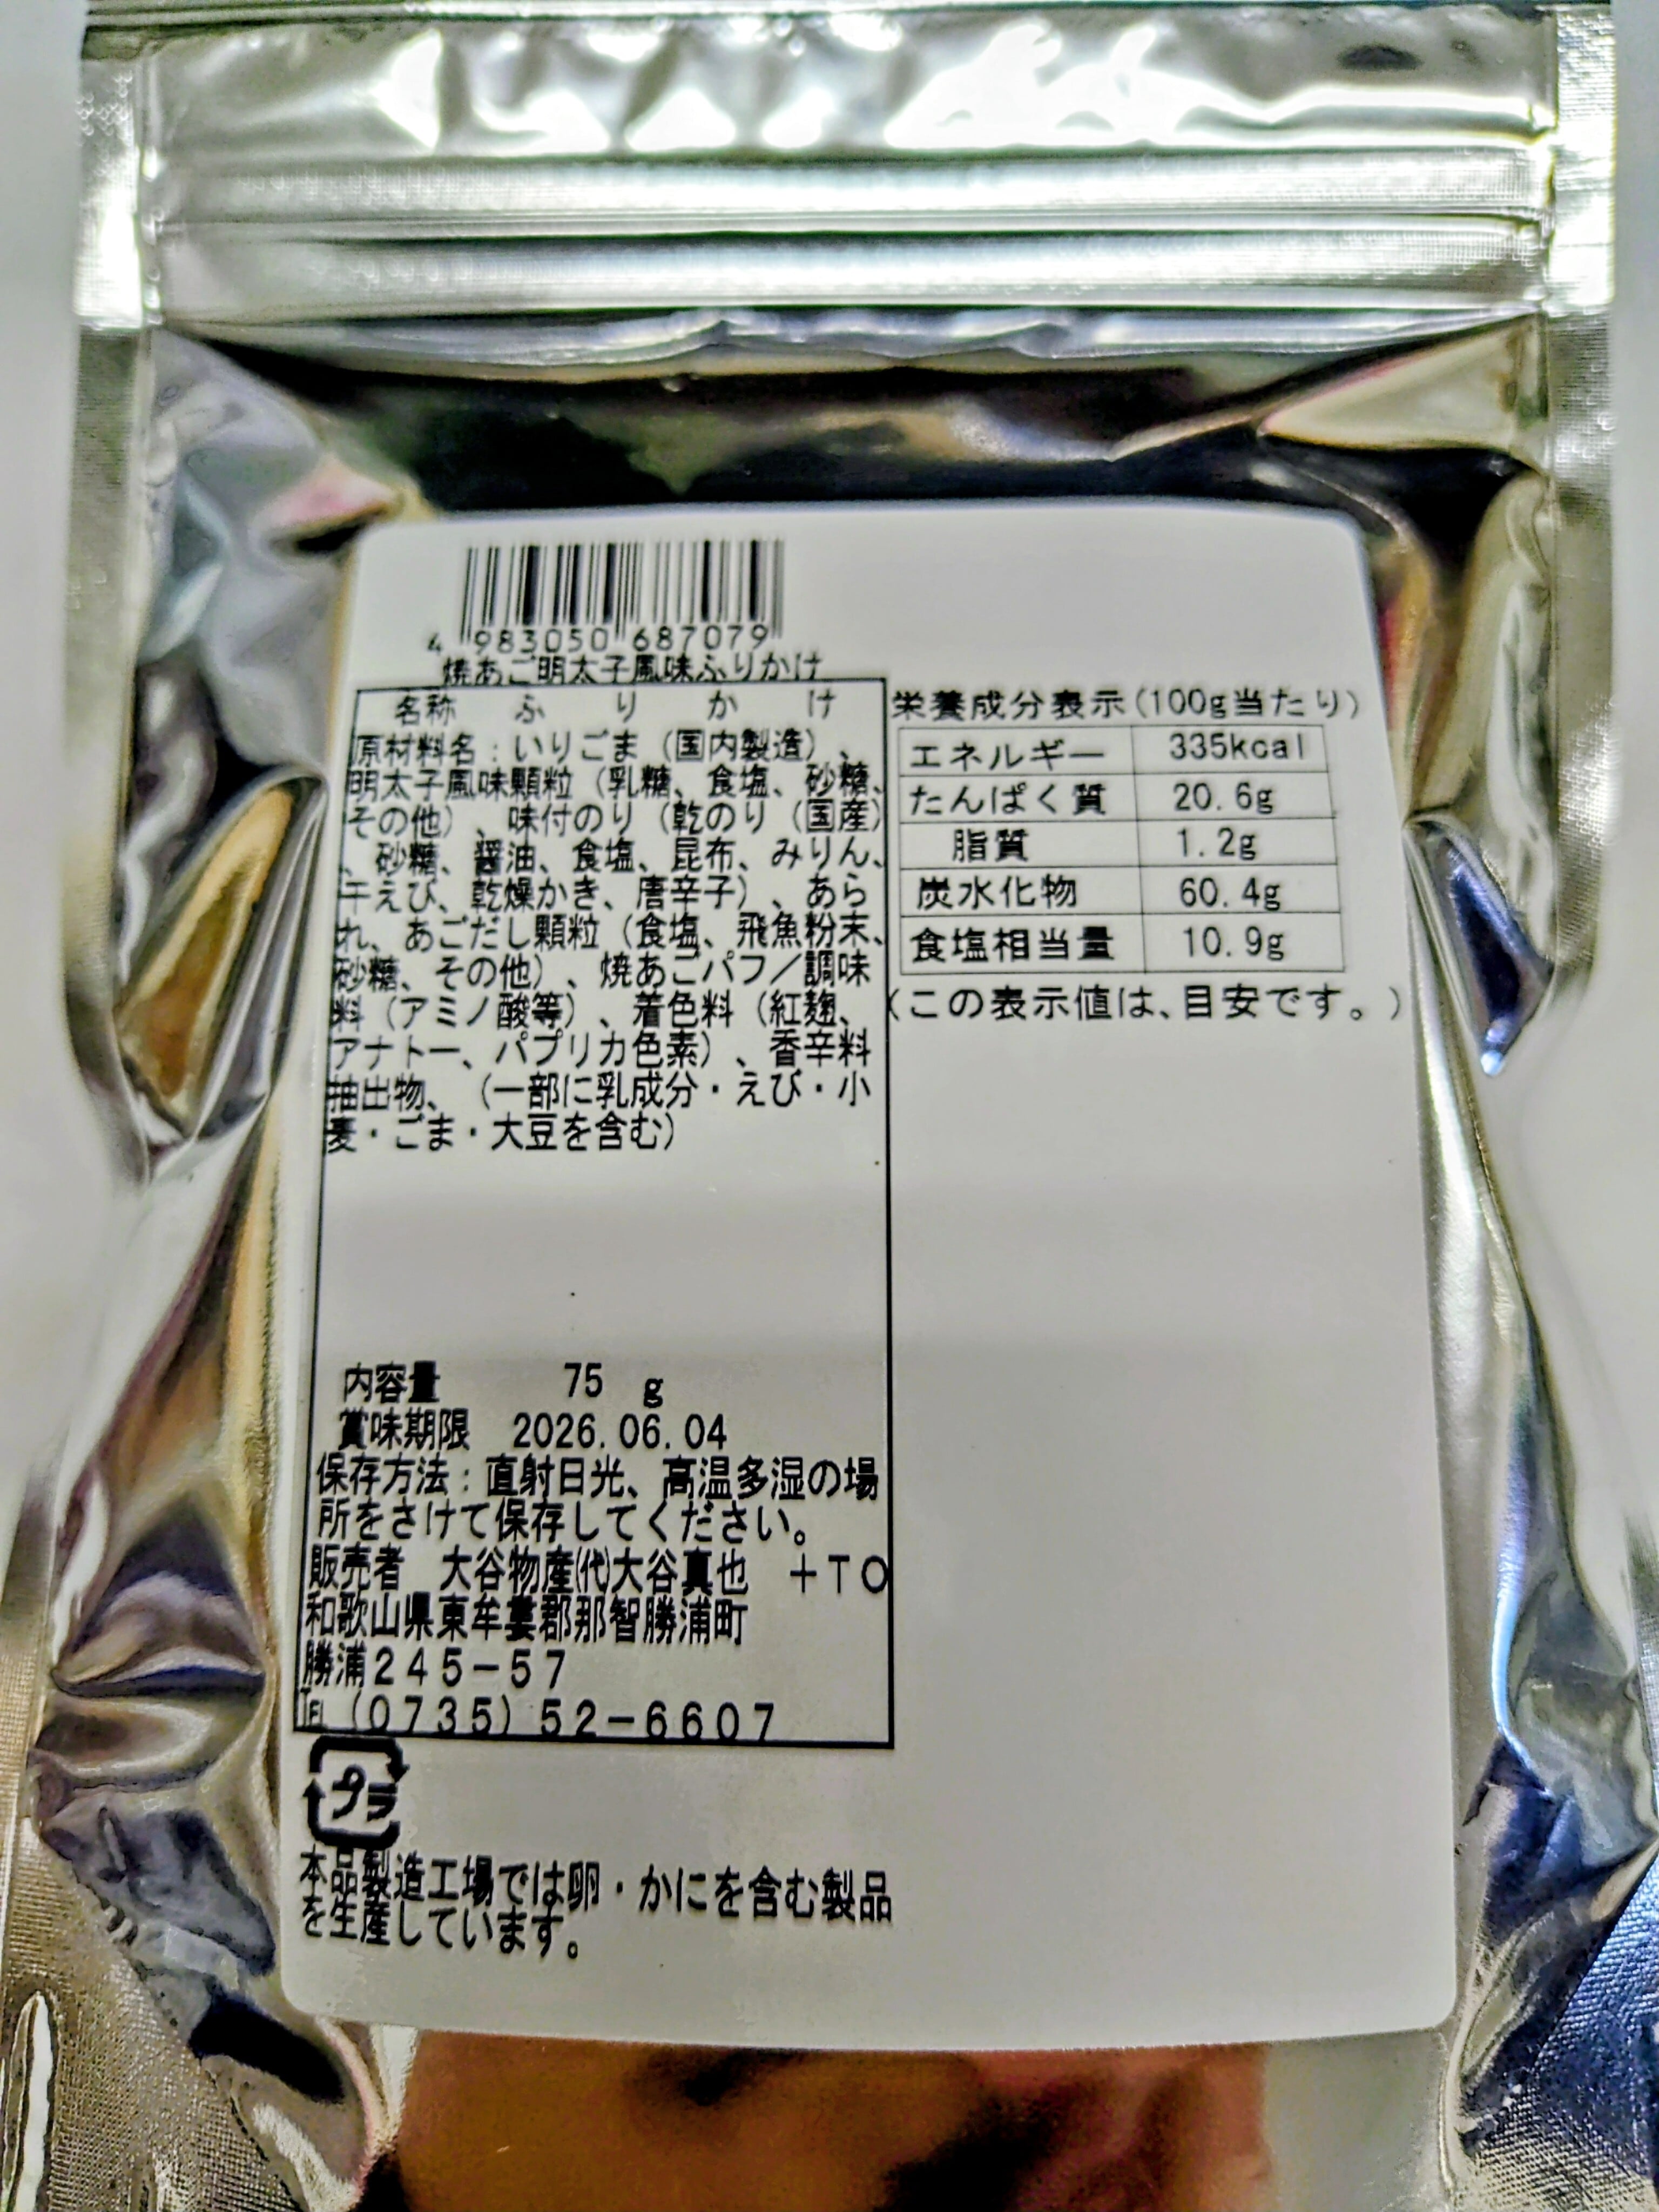 4 983050 687079
焼あご明太子風味ふりかけ
名称 ふりかけ
原材料名：いりごま（国内製造）、
明太子風味顆粒（乳糖、食塩、砂糖、
その他）、味付のり（乾のり（国産）
、砂糖、醤油、食塩、昆布、みりん、
干えび、乾燥かき、唐辛子）、あら
れ、あごだし顆粒（食塩、飛魚粉末、
砂糖、その他）、焼あごパフ／調味
料（アミノ酸等）、着色料（紅麹、
アナトー、パプリカ色素）、香辛料
抽出物、（一部に乳成分・えび・小
麦・ごま・大豆を含む）
内容量 75 g
賞味期限 2026.06.04
保存方法：直射日光、高温多湿の場
所をさけて保存してください。
販売者 大谷物産㈹大谷真也 +TO
和歌山県東牟婁郡那智勝浦町
勝浦245-57
℡(0735)52-6607
プラ
本品製造工場では卵・かにを含む製品
を生産しています。
栄養成分表示(100g当たり)
エネルギー 335kcal
たんぱく質 20.6g
脂質 1.2g
炭水化物 60.4g
食塩相当量 10.9g
(この表示値は、目安です。)